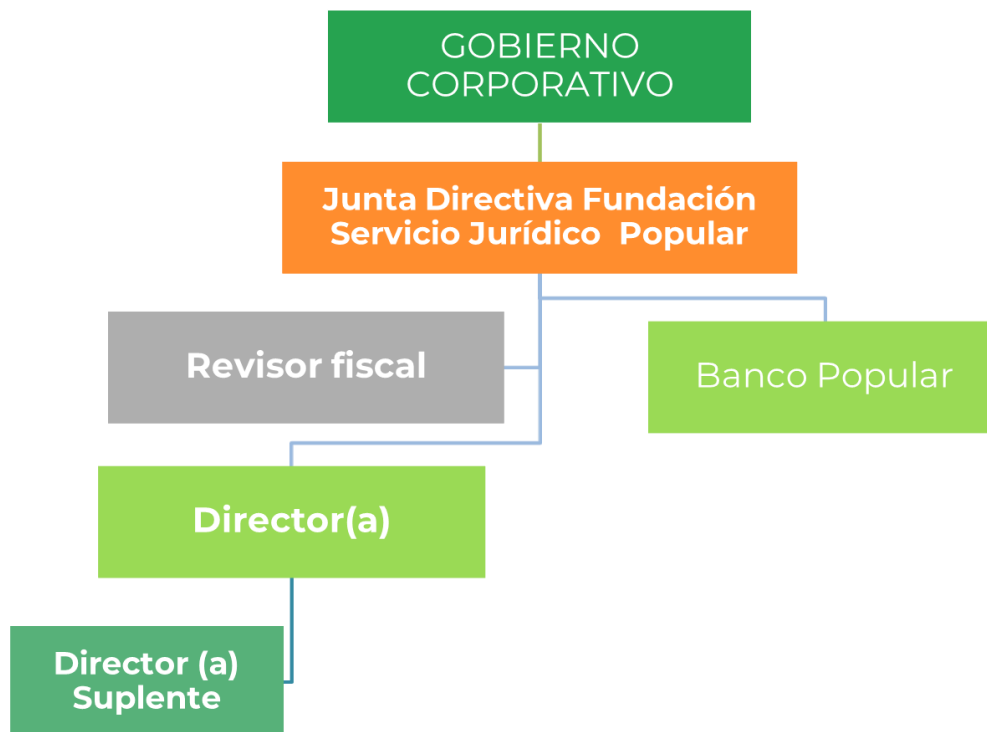 GOBIERNO
CORPORATIVO
Junta Directiva Fundación
Servicio Jurídico Popular
Revisor fiscal
Banco Popular
Director(a)
Director (a)
Suplente